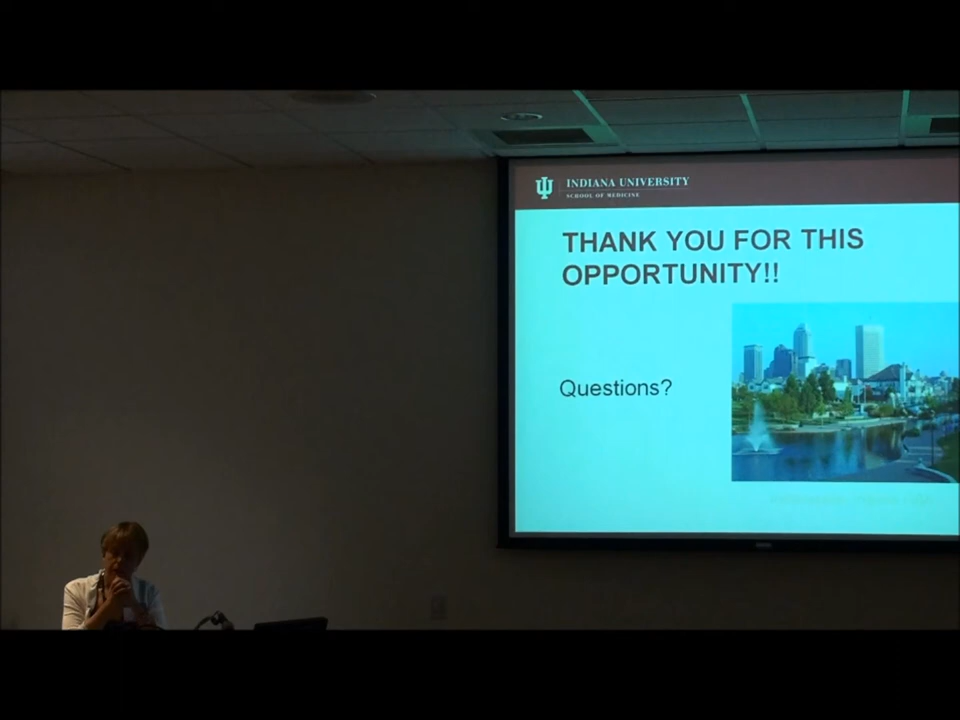 INDIANA UNIVERSITY
SCHOOL OF MEDICINE
THANK YOU FOR THIS
OPPORTUNITY!!
Questions?